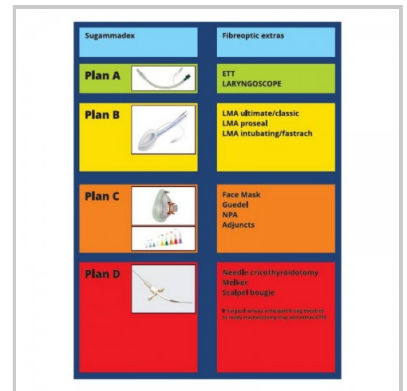 Sugammadex
Fibreoptic extras
Plan A
ETT
LARYNGOSCOPE
Plan B
LMA ultimate/classic
LMA proseal
LMA intubating/fastrach
Plan C
Face Mask
Guedel
NPA
Adjuncts
Plan D
Needle cricothyroidotomy
Melker
Scalpel bougie